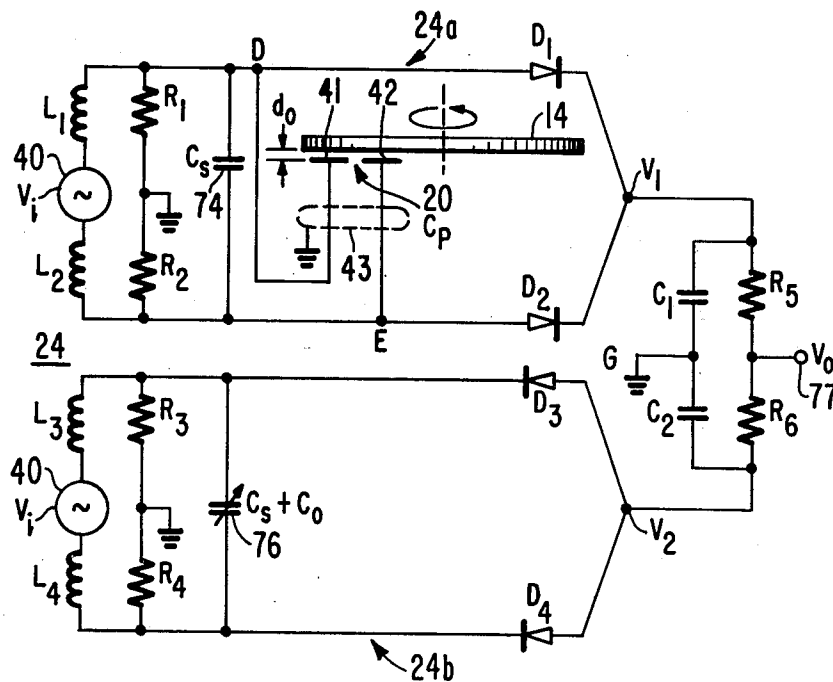 24a
D
D1
L1
R1
d0
41
42
14
40
Vi
CS
74
20
CP
43
V1
L2
R2
D2
E
R5
C1
24
G
V0
77
L3
R3
D3
C2
R6
40
Vi
CS + C0
76
V2
L4
R4
D4
24b